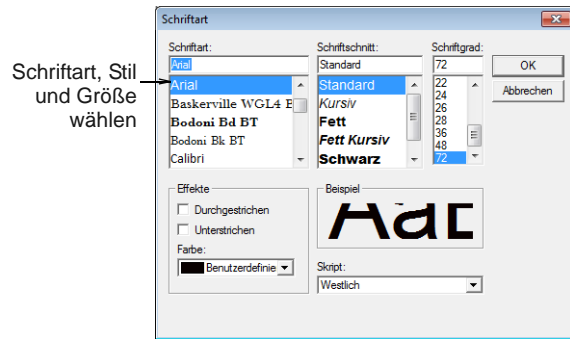 Schriftart
Schriftart, Stil
und Größe
wählen
Schriftart:
Arial
Arial
Baskerville WGL4 B
Bodoni Bd BT
Bodoni Bk BT
Calibri
Schriftschnitt:
Standard
Standard
Kursiv
Fett
Fett Kursiv
Schwarz
Schriftgrad:
72
22
24
26
28
36
48
72
OK
Abbrechen
Effekte
Durchgestrichen
Unterstrichen
Farbe:
Benutzerdefinie
Beispiel
Skript:
Westlich